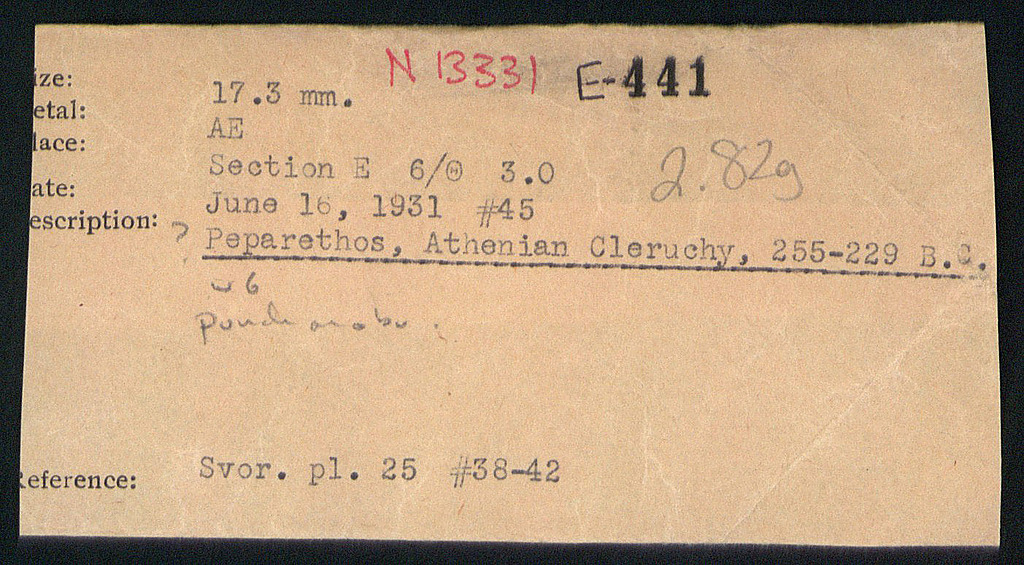 N 13331 E-441
ize: 17.3 mm.
etal: AE
lace: Section E 6/Θ 3.0
2.82g
ate: June 16, 1931 #45
escription: ? Peparethos, Athenian Cleruchy, 255-229 B.C.
6
eference: Svor. pl. 25 #38-42